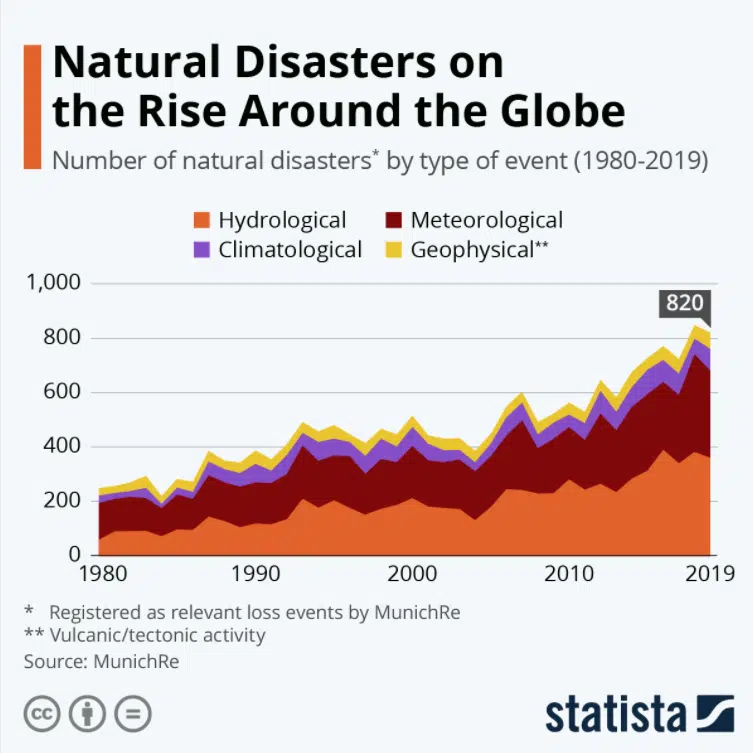 Natural Disasters on
the Rise Around the Globe
Number of natural disasters* by type of event (1980-2019)
Hydrological Meteorological
Climatological Geophysical**
1,000
820
800
600
400
200
0
1980 1990 2000 2010 2019
* Registered as relevant loss events by MunichRe
** Vulcanic/tectonic activity
Source: MunichRe
cc = statista